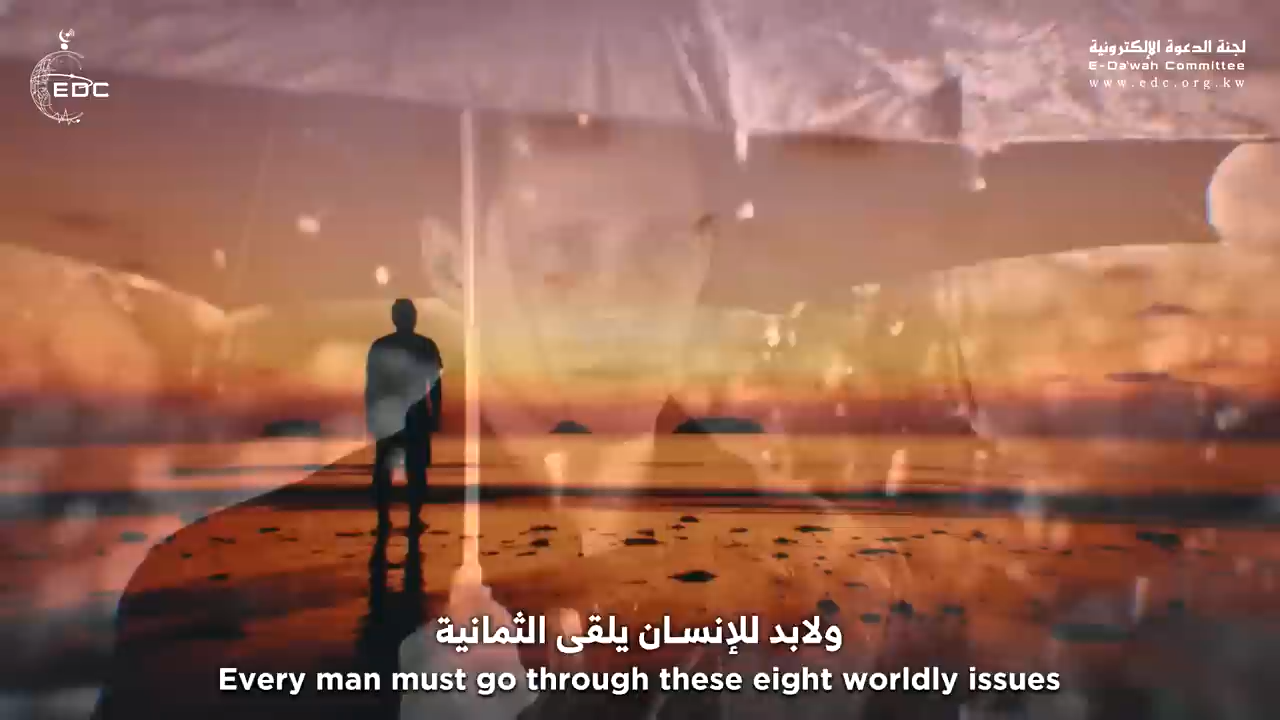 EDC
لجنة الدعوة الإلكترونية
E-Da'wah Committee
www.edc.org.kw
ولابد للإنسان يلقى الثمانية
Every man must go through these eight worldly issues